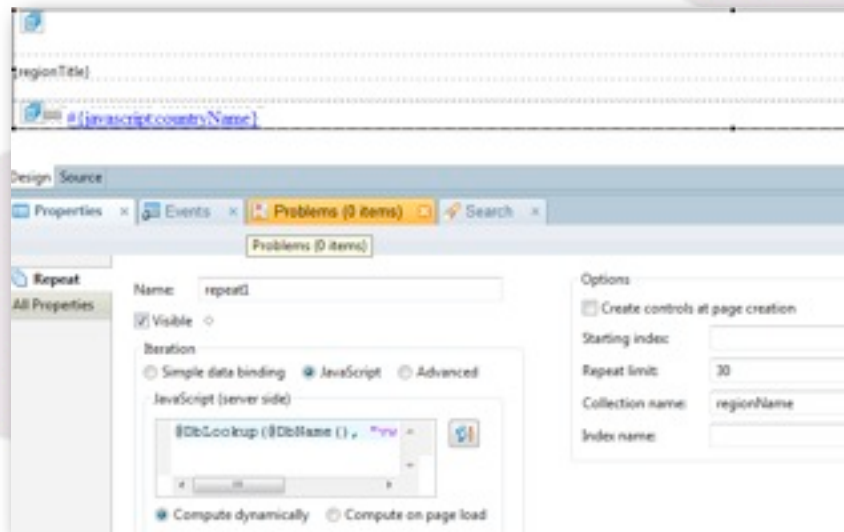 {regionTitle}
#{javascript:countryName}
Design Source
Properties Events Problems (0 items) Search
Problems (0 items)
Repeat
All Properties
Name: repeat1
Visible
Iteration
Simple data binding JavaScript Advanced
JavaScript (server side)
@DbLookup(@DbName(), "vw
Compute dynamically Compute on page load
Options
Create controls at page creation
Starting index:
Repeat limit: 30
Collection name: regionName
Index name: